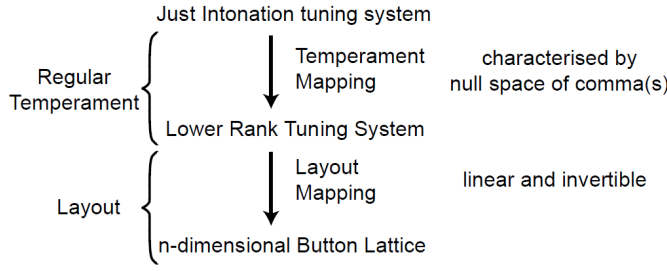 Just Intonation tuning system
Temperament
Mapping
characterised by
null space of comma(s)
Regular
Temperament
Lower Rank Tuning System
Layout
Mapping
linear and invertible
Layout
n-dimensional Button Lattice